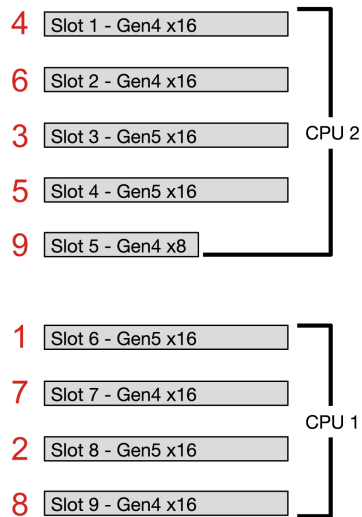 4 Slot 1 - Gen4 x16
6 Slot 2 - Gen4 x16
3 Slot 3 - Gen5 x16
CPU 2
5 Slot 4 - Gen5 x16
9 Slot 5 - Gen4 x8
1 Slot 6 - Gen5 x16
7 Slot 7 - Gen4 x16
CPU 1
2 Slot 8 - Gen5 x16
8 Slot 9 - Gen4 x16